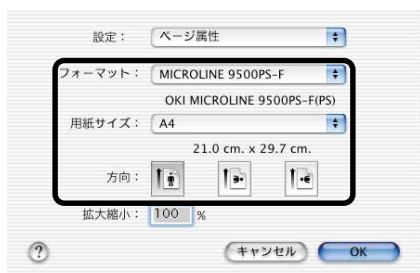 設定： ページ属性
フォーマット： MICROLINE 9500PS-F
OKI MICROLINE 9500PS-F(PS)
用紙サイズ： A4
21.0 cm. x 29.7 cm.
方向：
拡大縮小： 100 %
? キャンセル OK